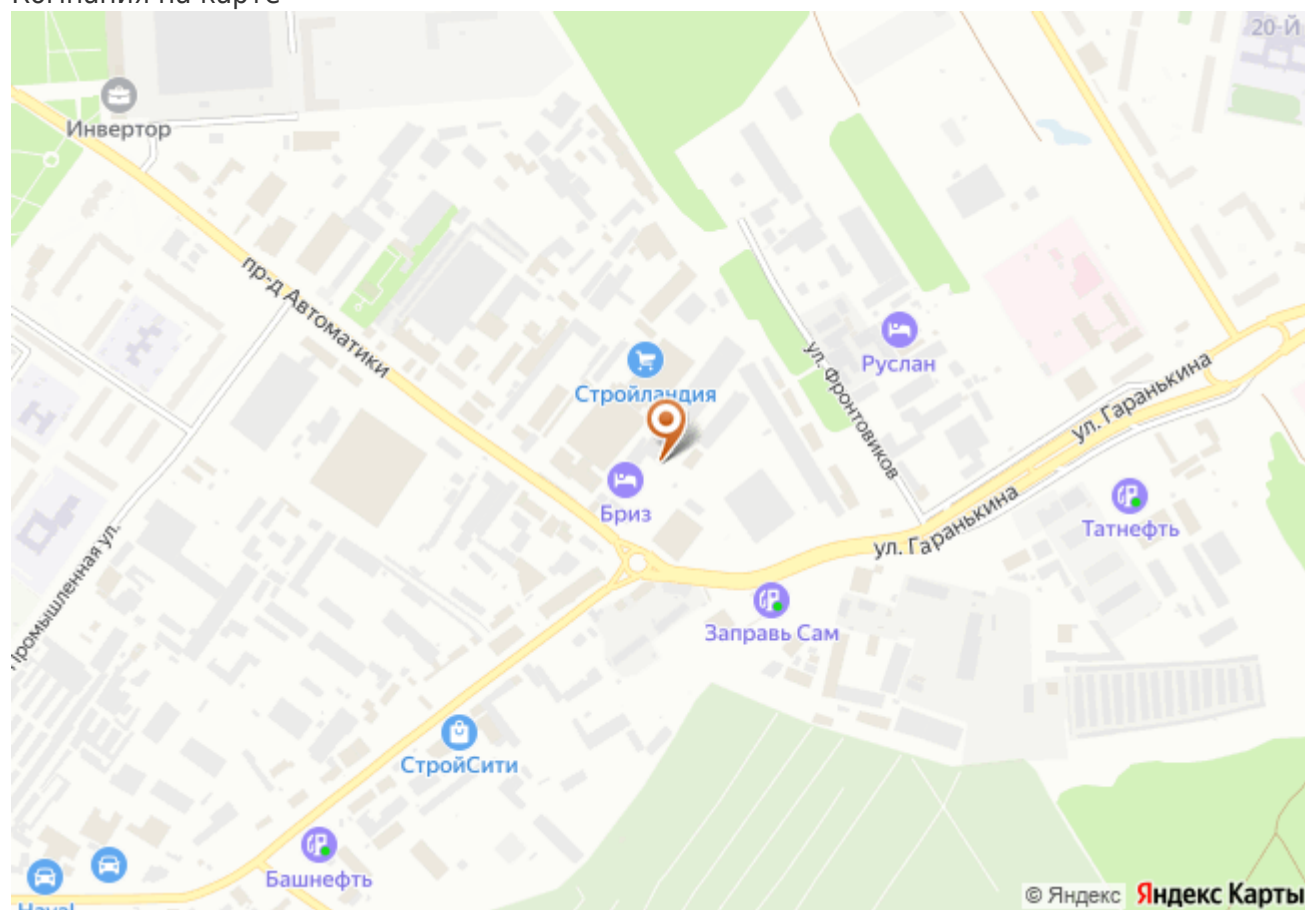 20-й
Инвертор
пр-д Автоматики
Стройландия
Руслан
ул. Фронтовиков
ул. Гаранькина
Бриз
ул. Гаранькина
Татнефть
Промышленная ул.
Заправь Сам
СтройСити
Башнефть
Haval
© Яндекс Яндекс Карты